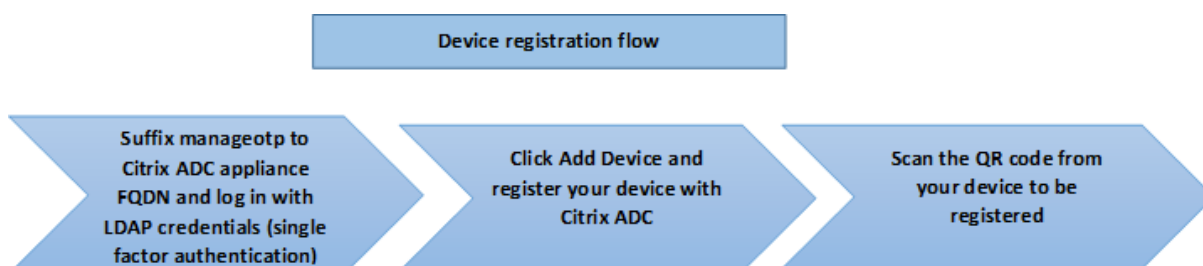 Device registration flow
Suffix manageotp to
Citrix ADC appliance
FQDN and log in with
LDAP credentials (single
factor authentication)
Click Add Device and
register your device with
Citrix ADC
Scan the QR code from
your device to be
registered